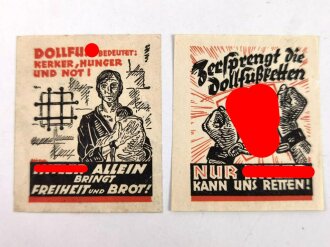 DOLLFU BEDEUTET:
KERKER, HUNGER
UND NOT!
ALLEIN
BRINGT
FREIHEIT UND BROT!
Zersprengt die
Dollfußketten
NUR
KANN UNS RETTEN!